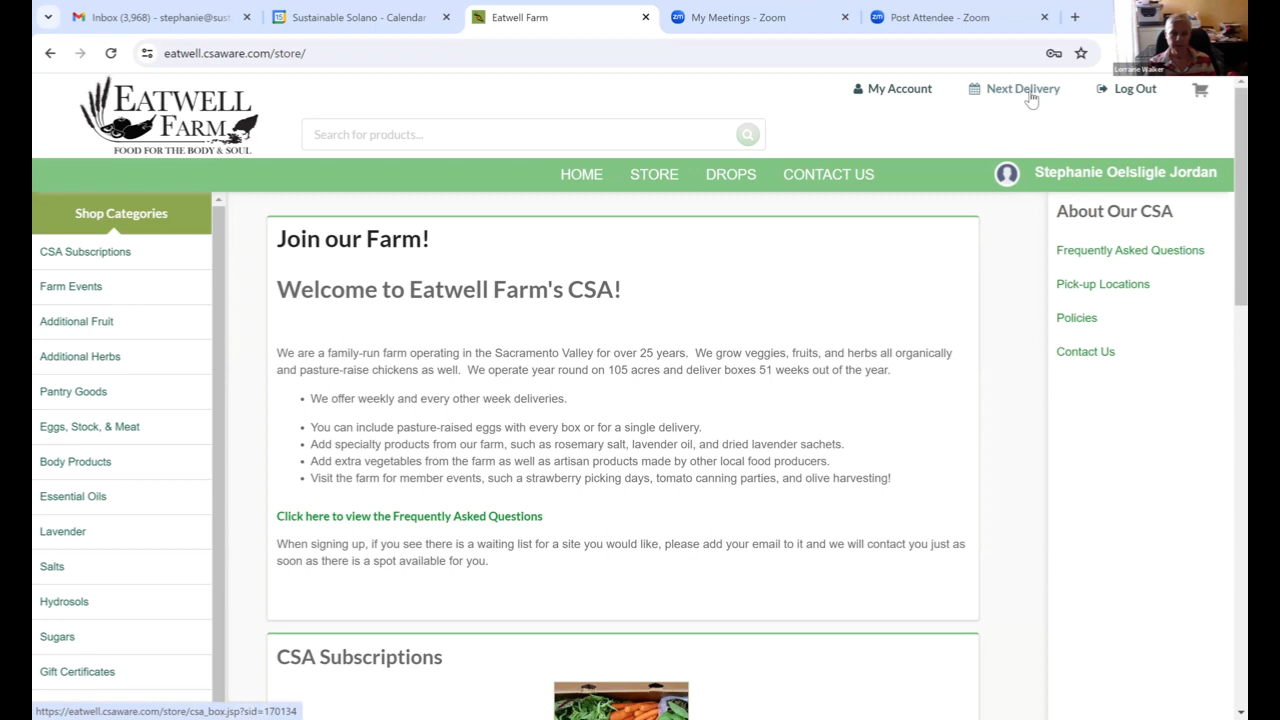 Inbox (3,968) - stephanie@sust
Sustainable Solano - Calendar
Eatwell Farm
My Meetings - Zoom
Post Attendee - Zoom
eatwell.csaware.com/store/
Lorraine Walker
EATWELL
FARM
FOOD FOR THE BODY & SOUL
My Account
Next Delivery
Log Out
Search for products...
HOME
STORE
DROPS
CONTACT US
Stephanie Oelsligle Jordan
Shop Categories
CSA Subscriptions
Farm Events
Additional Fruit
Additional Herbs
Pantry Goods
Eggs, Stock, & Meat
Body Products
Essential Oils
Lavender
Salts
Hydrosols
Sugars
Gift Certificates
Join our Farm!
Welcome to Eatwell Farm's CSA!
We are a family-run farm operating in the Sacramento Valley for over 25 years. We grow veggies, fruits, and herbs all organically
and pasture-raise chickens as well. We operate year round on 105 acres and deliver boxes 51 weeks out of the year.
• We offer weekly and every other week deliveries.
• You can include pasture-raised eggs with every box or for a single delivery.
• Add specialty products from our farm, such as rosemary salt, lavender oil, and dried lavender sachets.
• Add extra vegetables from the farm as well as artisan products made by other local food producers.
• Visit the farm for member events, such a strawberry picking days, tomato canning parties, and olive harvesting!
Click here to view the Frequently Asked Questions
When signing up, if you see there is a waiting list for a site you would like, please add your email to it and we will contact you just as
soon as there is a spot available for you.
CSA Subscriptions
About Our CSA
Frequently Asked Questions
Pick-up Locations
Policies
Contact Us
https://eatwell.csaware.com/store/csa_box.jsp?sid=170134